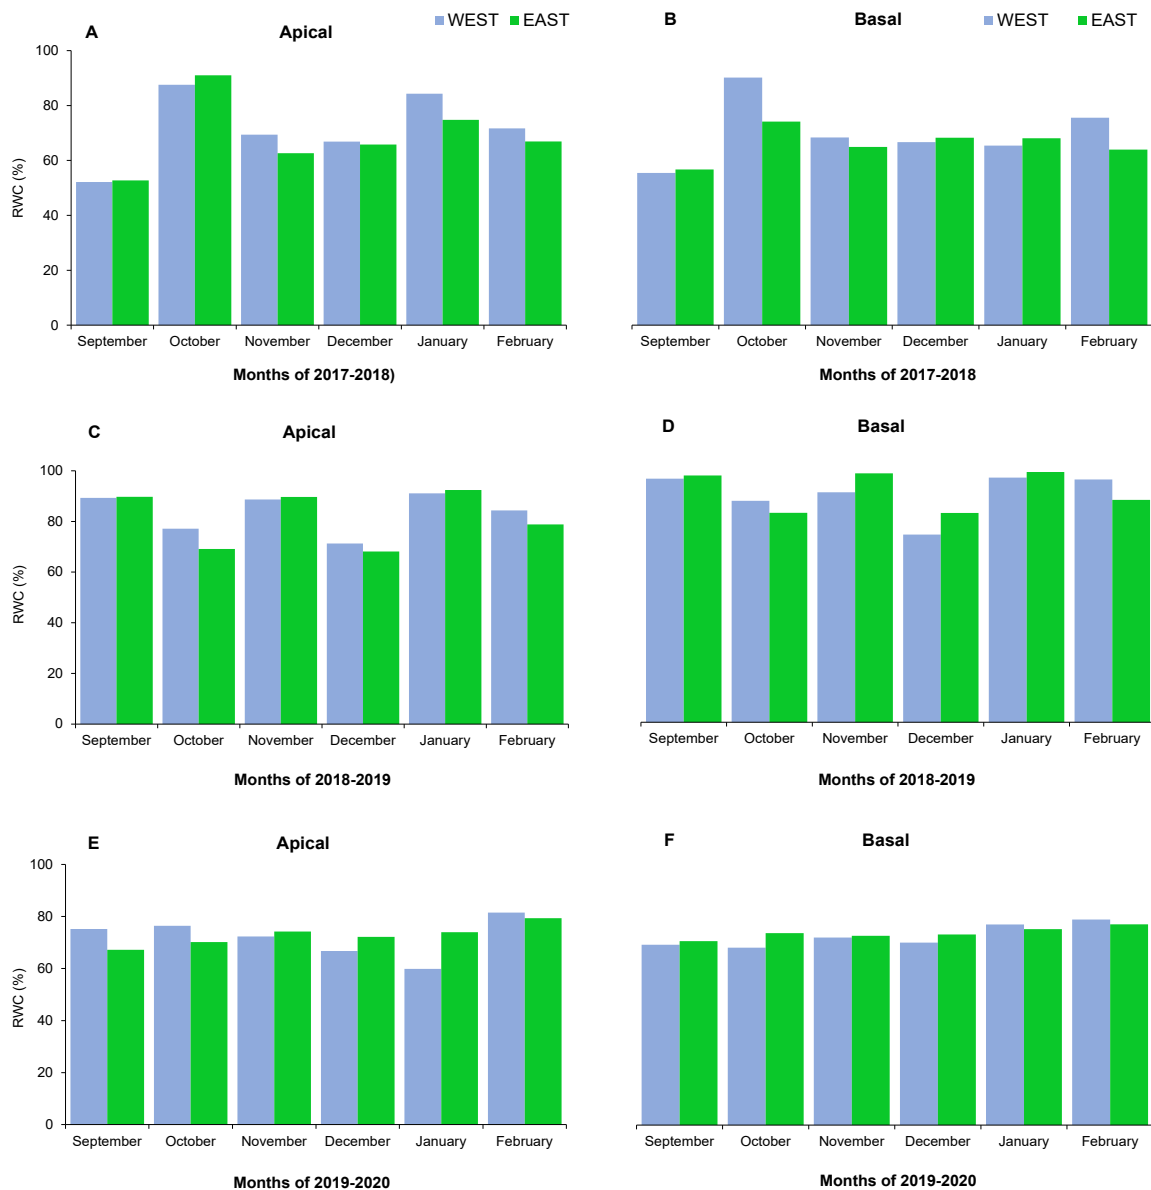 A Apical WEST EAST
100
80
60
40
20
0
RWC (%)
September October November December January February
Months of 2017-2018)
B Basal WEST EAST
September October November December January February
Months of 2017-2018
C Apical
100
80
60
40
20
0
RWC (%)
September October November December January February
Months of 2018-2019
D Basal
September October November December January February
Months of 2018-2019
E Apical
100
80
60
40
20
0
RWC (%)
September October November December January February
Months of 2019-2020
F Basal
September October November December January February
Months of 2019-2020